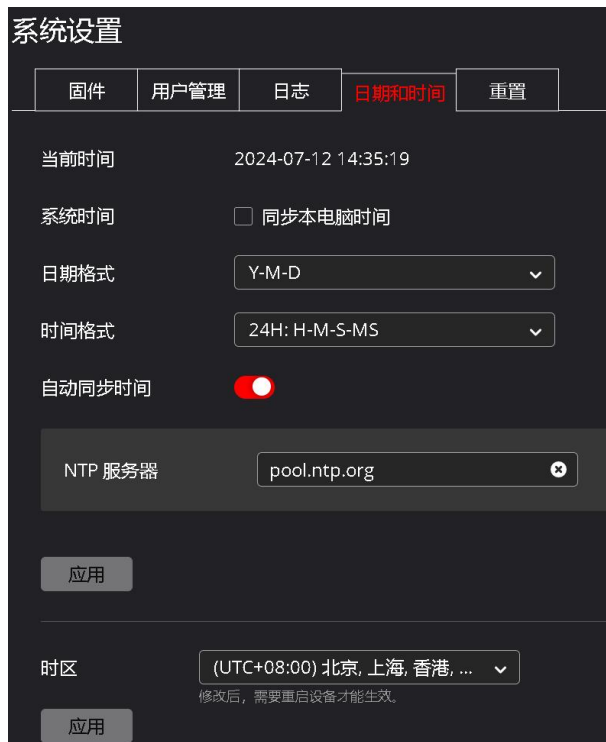 系统设置
固件 用户管理 日志 日期和时间 重置
当前时间 2024-07-12 14:35:19
系统时间 同步本电脑时间
日期格式 Y-M-D
时间格式 24H: H-M-S-MS
自动同步时间
NTP 服务器 pool.ntp.org
应用
时区 (UTC+08:00) 北京, 上海, 香港, ...
修改后，需要重启设备才能生效。
应用